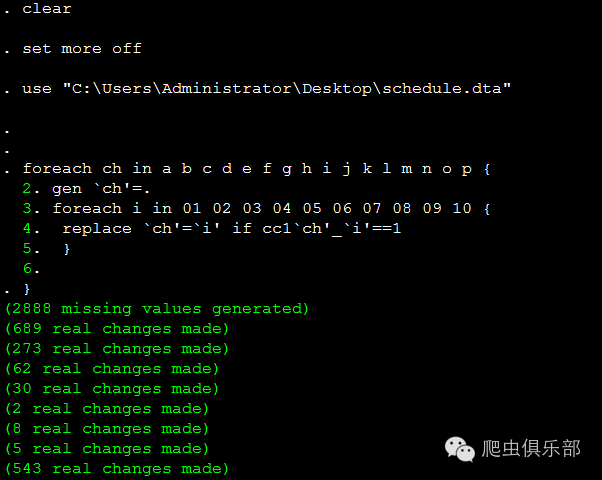 . clear
. set more off
. use "C:\Users\Administrator\Desktop\schedule.dta"
.
.
. foreach ch in a b c d e f g h i j k l m n o p {
2. gen `ch'=.
3. foreach i in 01 02 03 04 05 06 07 08 09 10 {
4. replace `ch'=`i' if cc1`ch'_`i'==1
5. }
6.
. }
(2888 missing values generated)
(689 real changes made)
(273 real changes made)
(62 real changes made)
(30 real changes made)
(2 real changes made)
(8 real changes made)
(5 real changes made)
(543 real changes made)
爬虫俱乐部